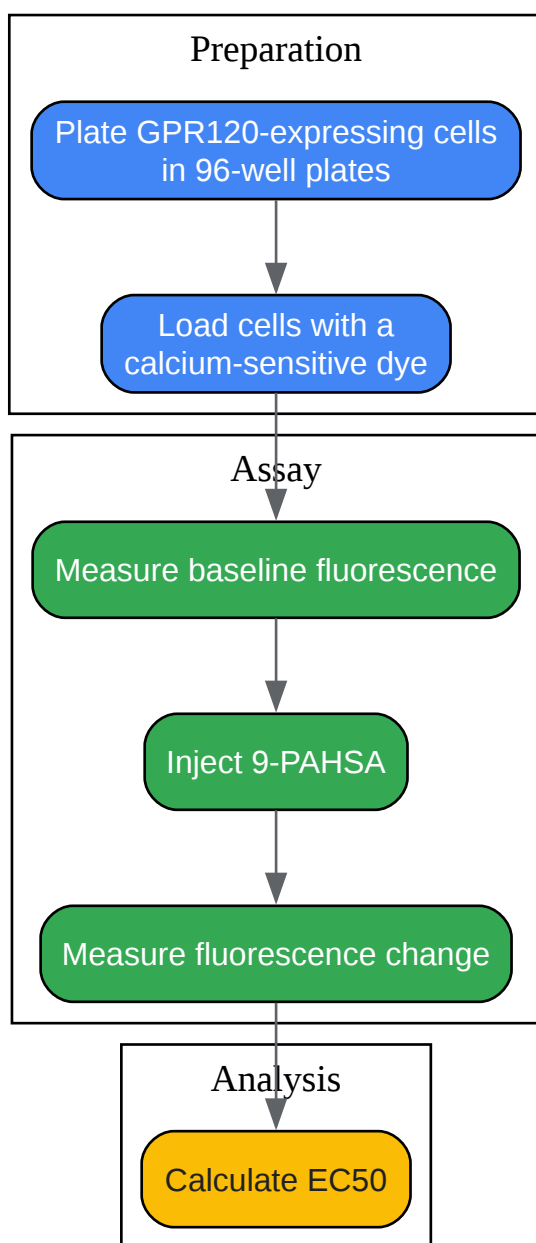 Preparation
Plate GPR120-expressing cells
in 96-well plates
Load cells with a
calcium-sensitive dye
Assay
Measure baseline fluorescence
Inject 9-PAHSA
Measure fluorescence change
Analysis
Calculate EC50